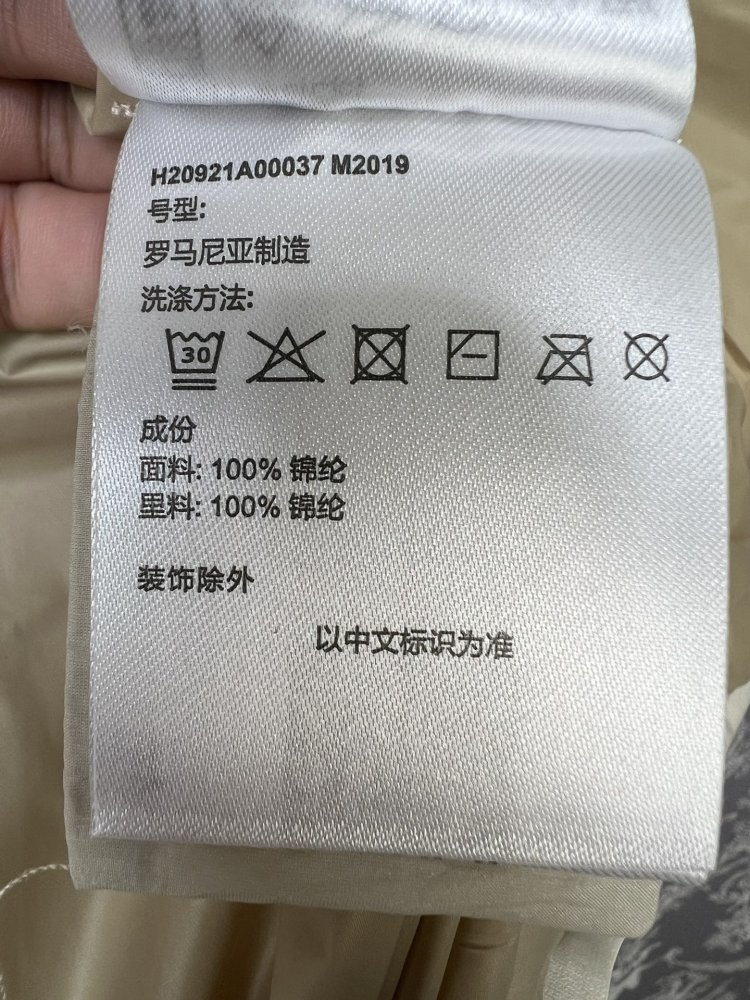 H20921A00037 M2019
号型:
罗马尼亚制造
洗涤方法:
30
成份
面料: 100% 锦纶
里料: 100% 锦纶
装饰除外
以中文标识为准